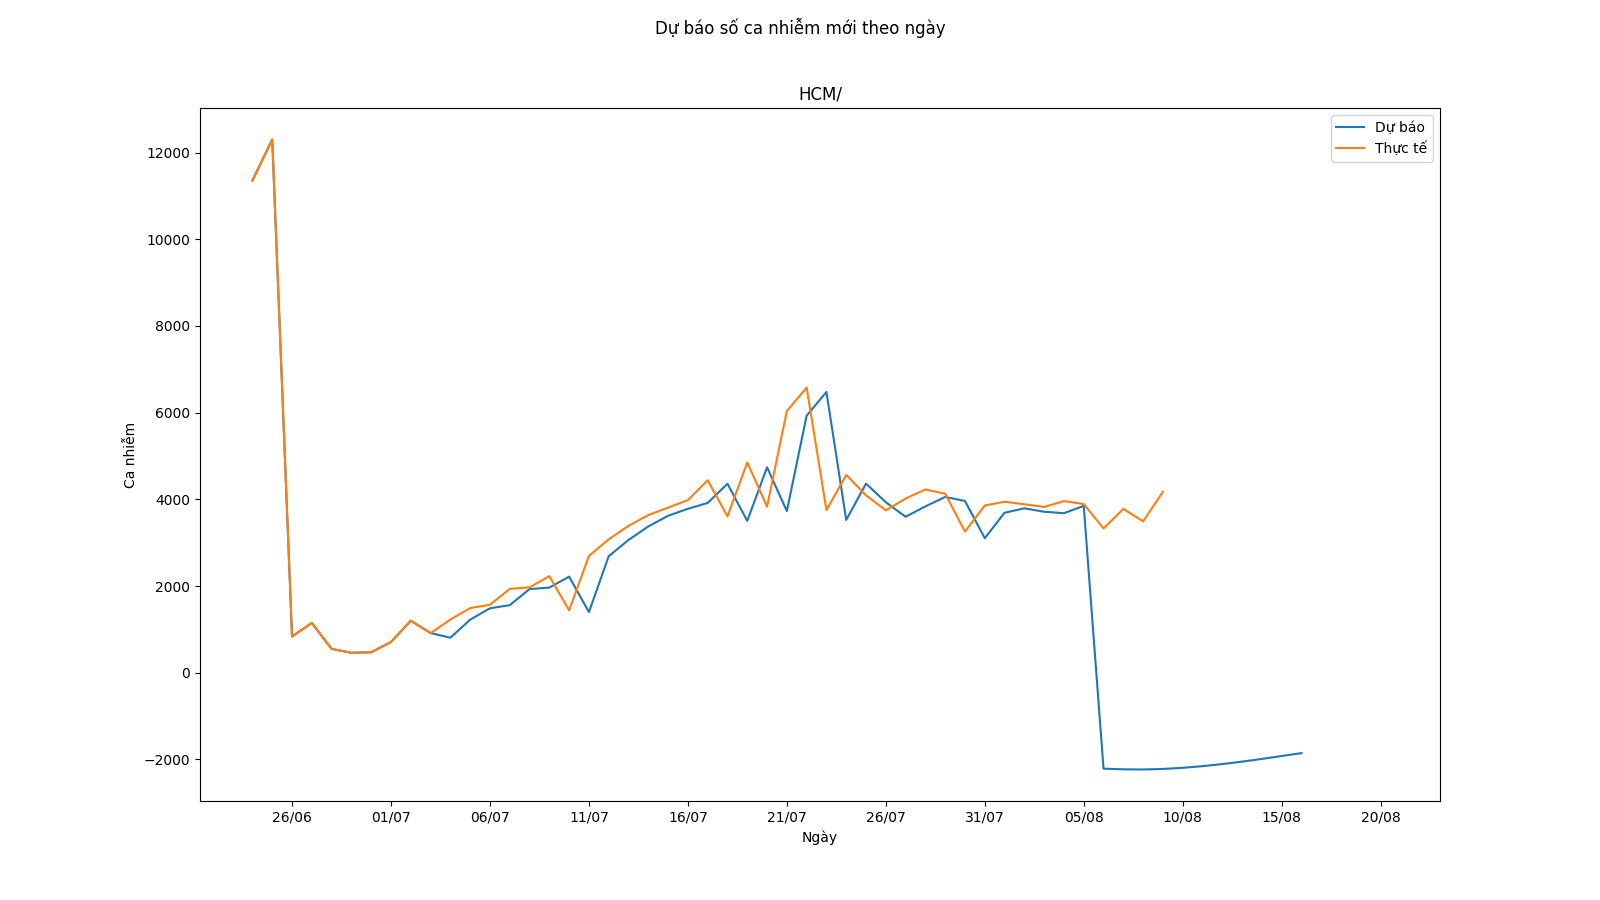 Dự báo số ca nhiễm mới theo ngày
HCM/
Dự báo
Thực tế
12000
10000
8000
6000
4000
2000
0
−2000
Ca nhiễm
26/06 01/07 06/07 11/07 16/07 21/07 26/07 31/07 05/08 10/08 15/08 20/08
Ngày